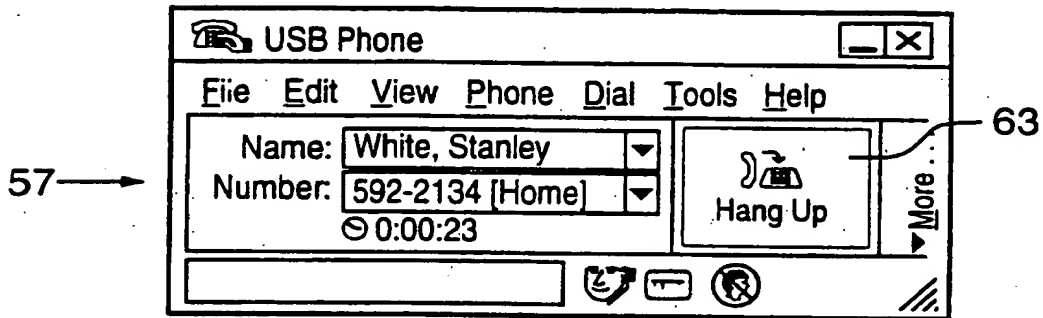 USB Phone
Fiie Edit View Phone Dial Tools Help
Name: White, Stanley
Number: 592-2134 [Home]
0:00:23
Hang Up
More...
57
63